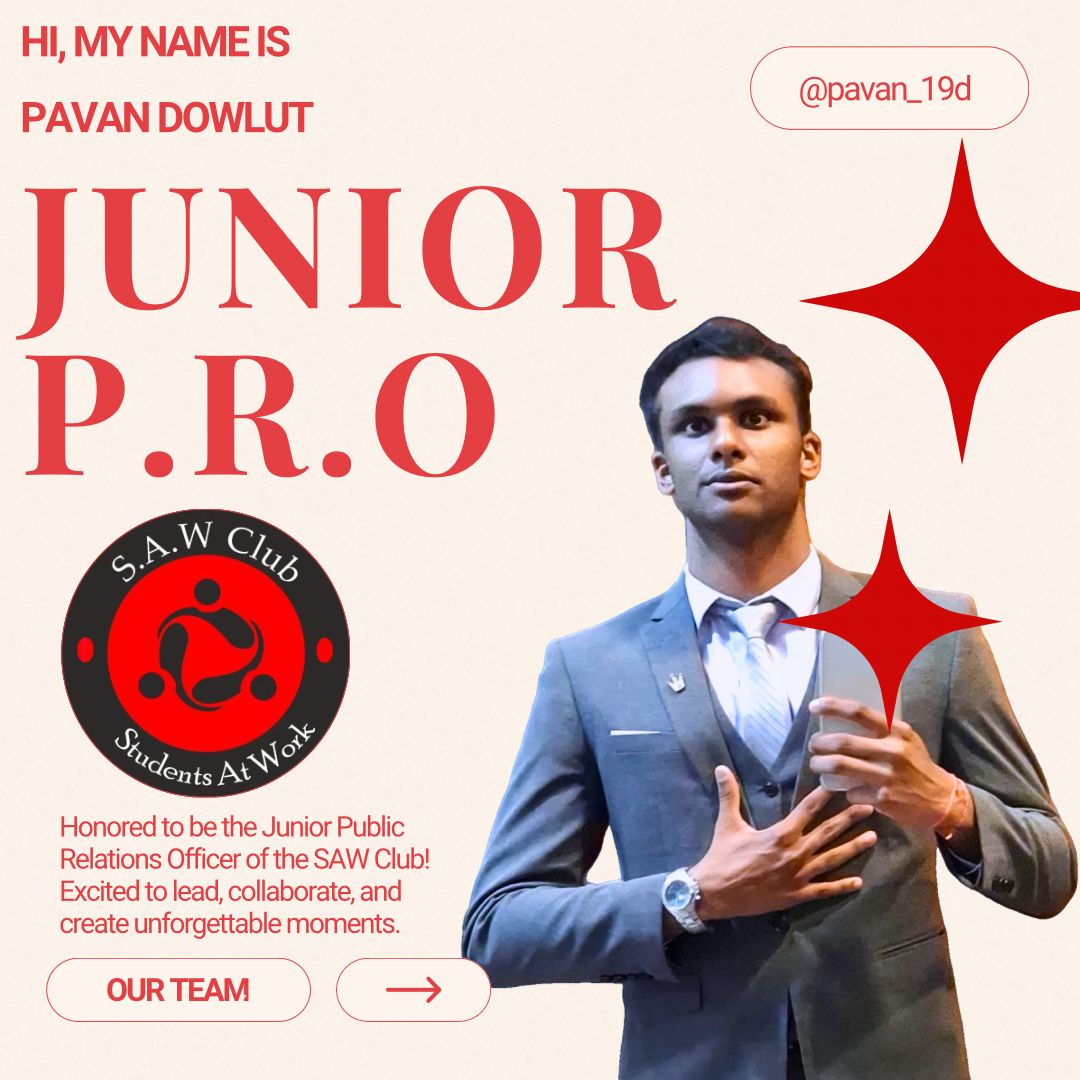 HI, MY NAME IS
PAVAN DOWLUT
@pavan_19d
JUNIOR
P.R.O
S.A.W Club
Students At Work
Honored to be the Junior Public
Relations Officer of the SAW Club!
Excited to lead, collaborate, and
create unforgettable moments.
OUR TEAM